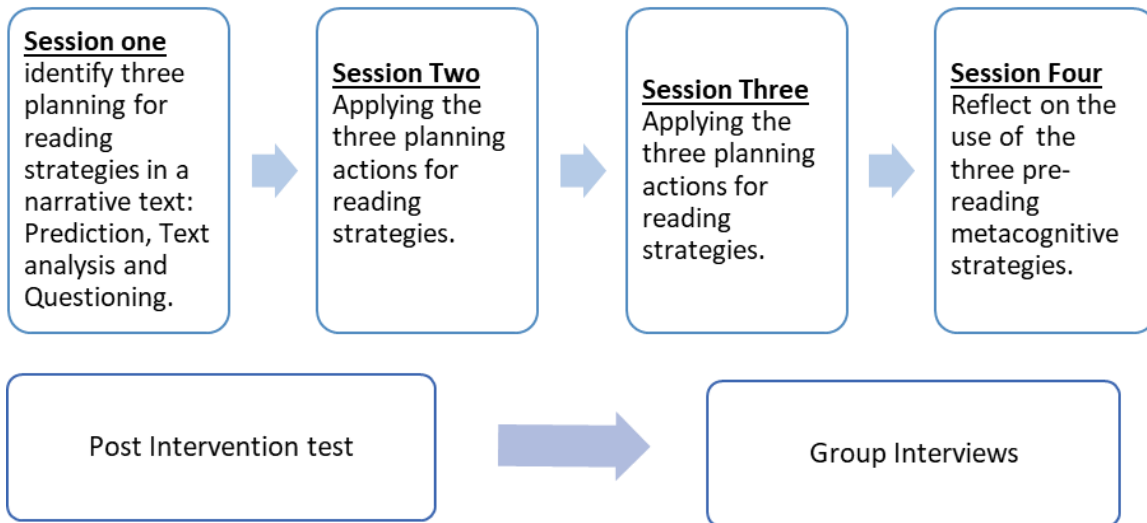 Session one
identify three
planning for
reading
strategies in a
narrative text:
Prediction, Text
analysis and
Questioning.
Session Two
Applying the
three planning
actions for
reading
strategies.
Session Three
Applying the
three planning
actions for
reading
strategies.
Session Four
Reflect on the
use of the
three pre-
reading
metacognitive
strategies.
Post Intervention test
Group Interviews